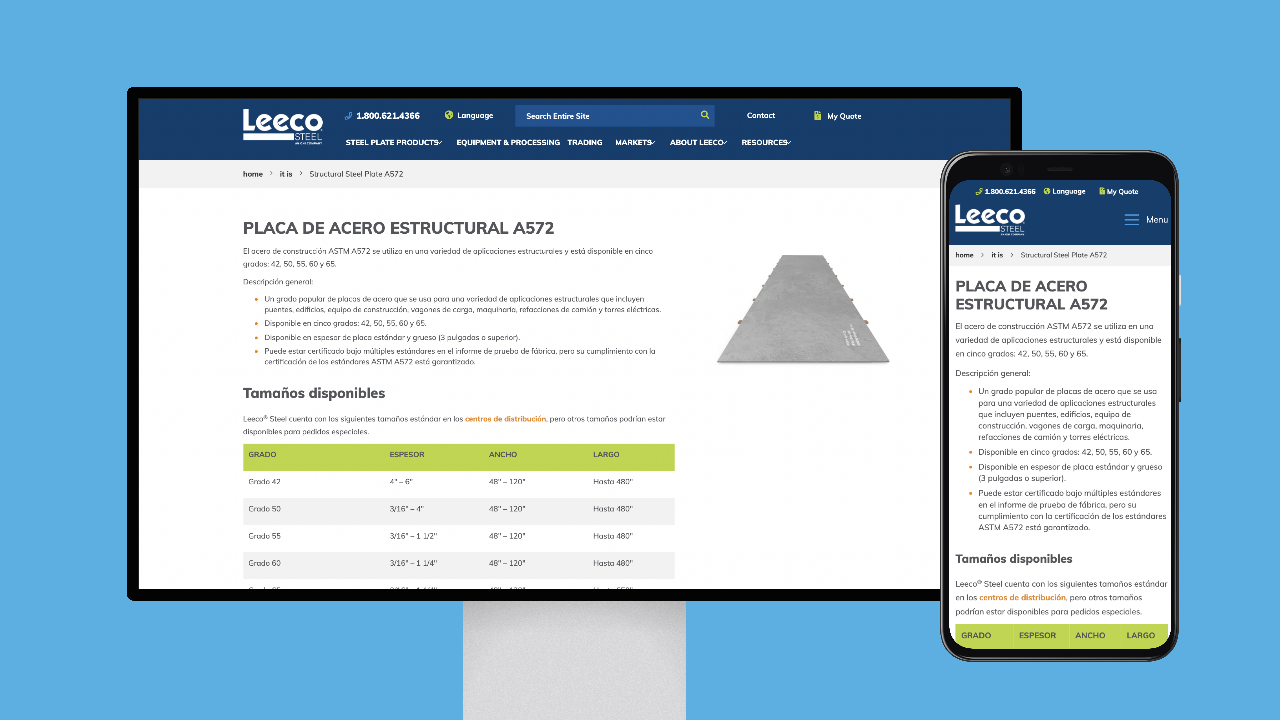 Leeco
STEEL
1.800.621.4366
Language
Search Entire Site
Contact
My Quote
STEEL PLATE PRODUCTS
EQUIPMENT & PROCESSING
TRADING
MARKETS
ABOUT LEECO
RESOURCES
home > it is > Structural Steel Plate A572
PLACA DE ACERO ESTRUCTURAL A572
El acero de construcción ASTM A572 se utiliza en una variedad de aplicaciones estructurales y está disponible en cinco
grados: 42, 50, 55, 60 y 65.
Descripción general:
• Un grado popular de placas de acero que se usa para una variedad de aplicaciones estructurales que incluyen
puentes, edificios, equipo de construcción, vagones de carga, maquinaria, refacciones de camión y torres eléctricas.
• Disponible en cinco gradas: 42, 50, 55, 60 y 65.
• Disponible en espesor de placa estándar y grueso (3 pulgadas o superior).
• Puede estar certificado bajo múltiples estándares en el informe de prueba de fábrica, pero su cumplimiento con la
certificación de los estándares ASTM A572 está garantizado.
Tamaños disponibles
Leeco® Steel cuenta con los siguientes tamaños estándar en los centros de distribución, pero otros tamaños podrían estar
disponibles para pedidos especiales.
GRADO ESPESOR ANCHO LARGO
Grado 42 4" – 6" 48" – 120" Hasta 480"
Grado 50 3/16" – 4" 48" – 120" Hasta 480"
Grado 55 3/16" – 1 1/2" 48" – 120" Hasta 480"
Grado 60 3/16" – 1 1/4" 48" – 120" Hasta 480"
1.800.621.4366
Language
My Quote
Leeco
STEEL
Menu
home > it is > Structural Steel Plate A572
PLACA DE ACERO
ESTRUCTURAL A572
El acero de construcción ASTM A572 se utiliza en una
variedad de aplicaciones estructurales y está disponible
en cinco grados: 42, 50, 55, 60 y 65.
Descripción general:
• Un grado popular de placas de acero que se usa
para una variedad de aplicaciones estructurales
que incluyen puentes, edificios, equipo de
construcción, vagones de carga, maquinaria,
refacciones de camión y torres eléctricas.
• Disponible en cinco gradas: 42, 50, 55, 60 y 65.
• Disponible en espesor de placa estándar y grueso
(3 pulgadas o superior).
• Puede estar certificado bajo múltiples estándares
en el informe de prueba de fábrica, pero su
cumplimiento con la certificación de los estándares
ASTM A572 está garantizado.
Tamaños disponibles
Leeco® Steel cuenta con los siguientes tamaños estándar
en los centros de distribución, pero otros tamaños
podrían estar disponibles para pedidos especiales.
GRADO ESPESOR ANCHO LARGO